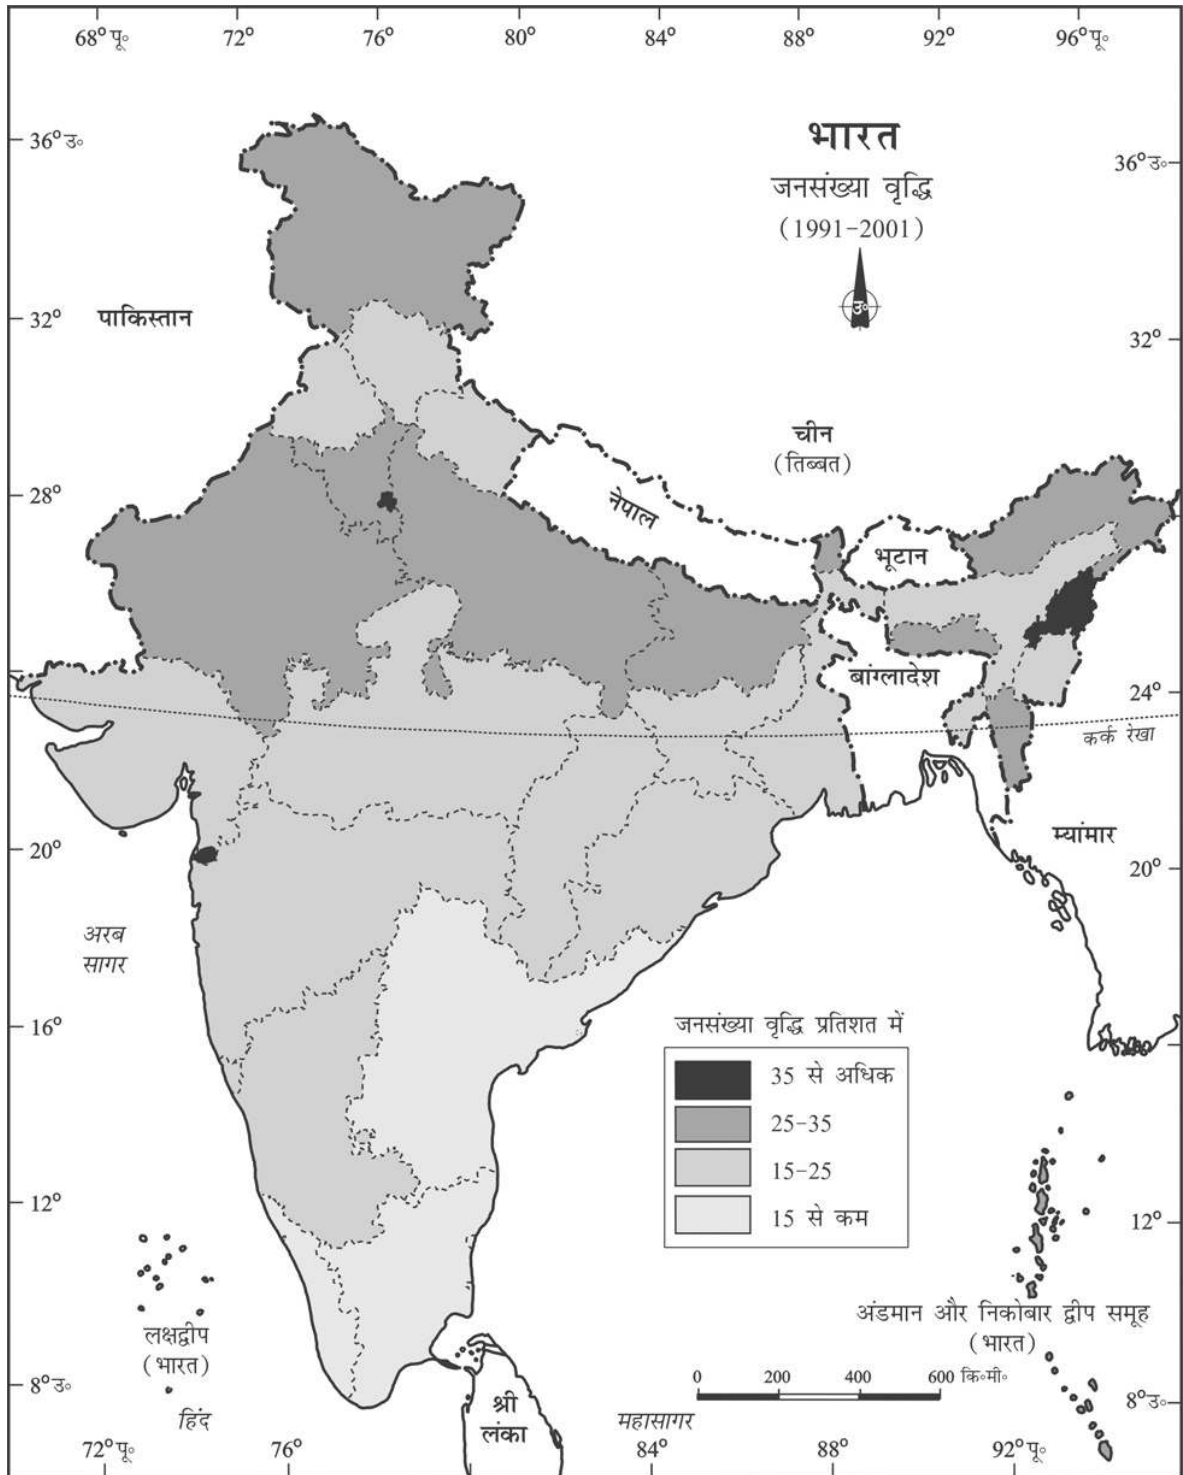 68° पू॰ 72° 76° 80° 84° 88° 92° 96° पू॰
36° उ॰
36° उ॰
भारत
जनसंख्या वृद्धि
(1991-2001)
उ॰
पाकिस्तान
32°
32°
चीन
(तिब्बत)
नेपाल
28°
भूटान
बांग्लादेश
24°
कर्क रेखा
म्यांमार
20°
20°
अरब
सागर
16°
जनसंख्या वृद्धि प्रतिशत में
35 से अधिक
25-35
15-25
15 से कम
12°
12°
लक्षद्वीप
(भारत)
अंडमान और निकोबार द्वीप समूह
(भारत)
0 200 400 600 कि॰मी॰
8° उ॰
8° उ॰
श्री
लंका
हिंद
महासागर
72° पू॰ 76° 84° 88° 92° पू॰